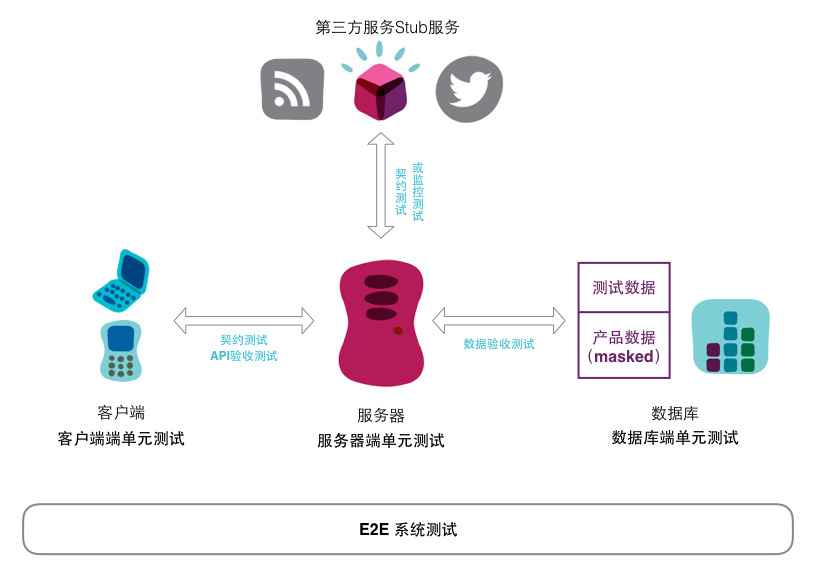 第三方服务Stub服务
契约测试
或监控测试
契约测试
API验收测试
数据验收测试
测试数据
产品数据
（masked）
客户端
客户端端单元测试
服务器
服务器端单元测试
数据库
数据库端单元测试
E2E 系统测试